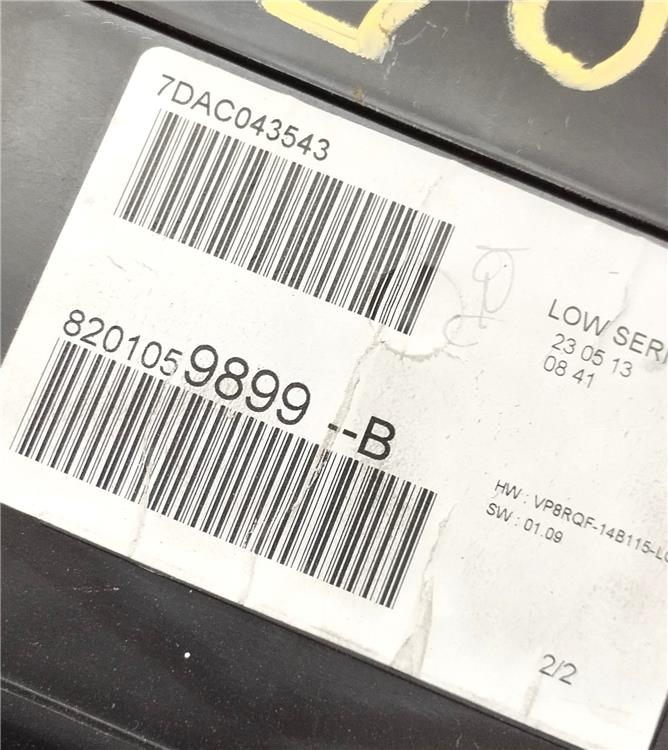 7DAC043543
LOW SERI
23 05 13
08 41
8201059899 --B
HW : VP8RQF-14B115-L
SW : 01.09
2/2